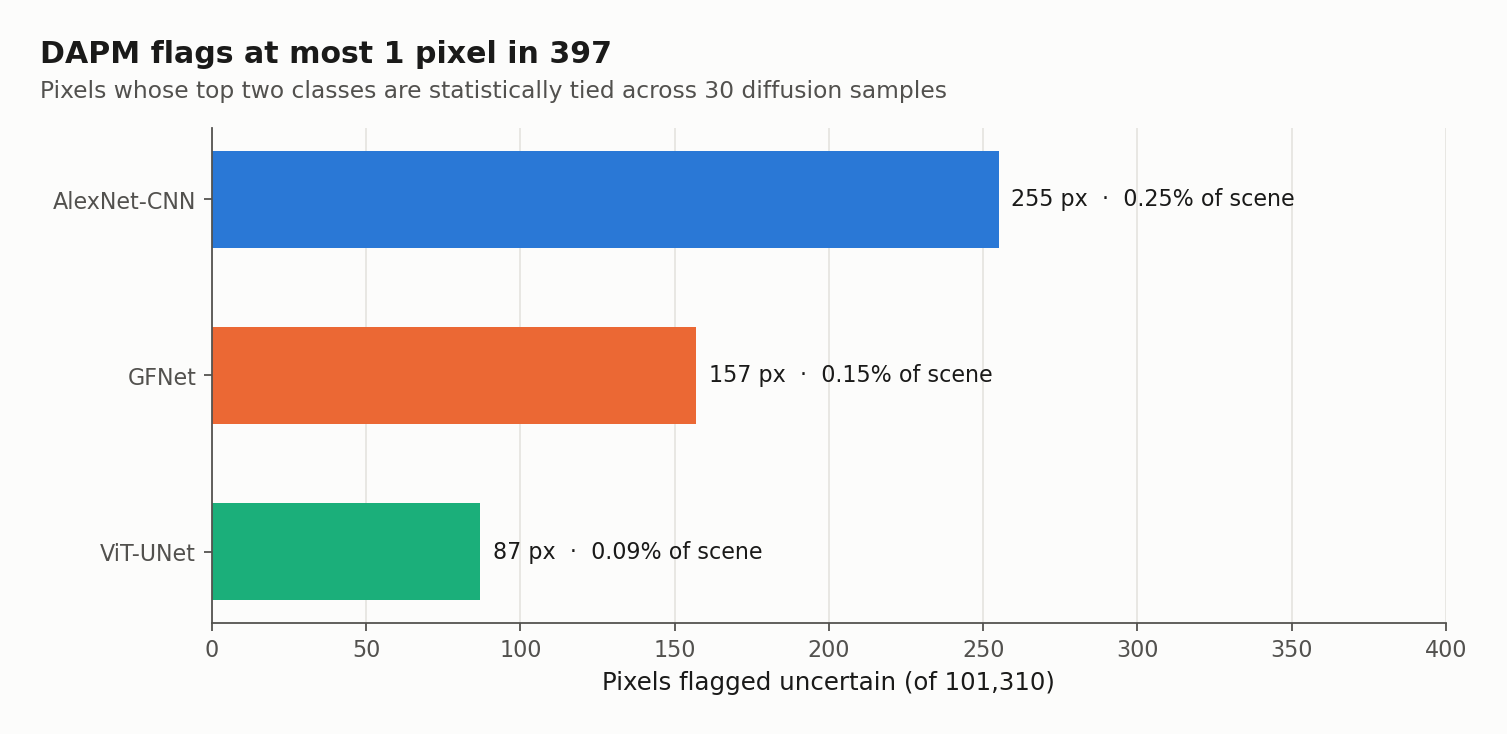 DAPM flags at most 1 pixel in 397
Pixels whose top two classes are statistically tied across 30 diffusion samples
AlexNet-CNN
255 px · 0.25% of scene
GFNet
157 px · 0.15% of scene
ViT-UNet
87 px · 0.09% of scene
0 50 100 150 200 250 300 350 400
Pixels flagged uncertain (of 101,310)